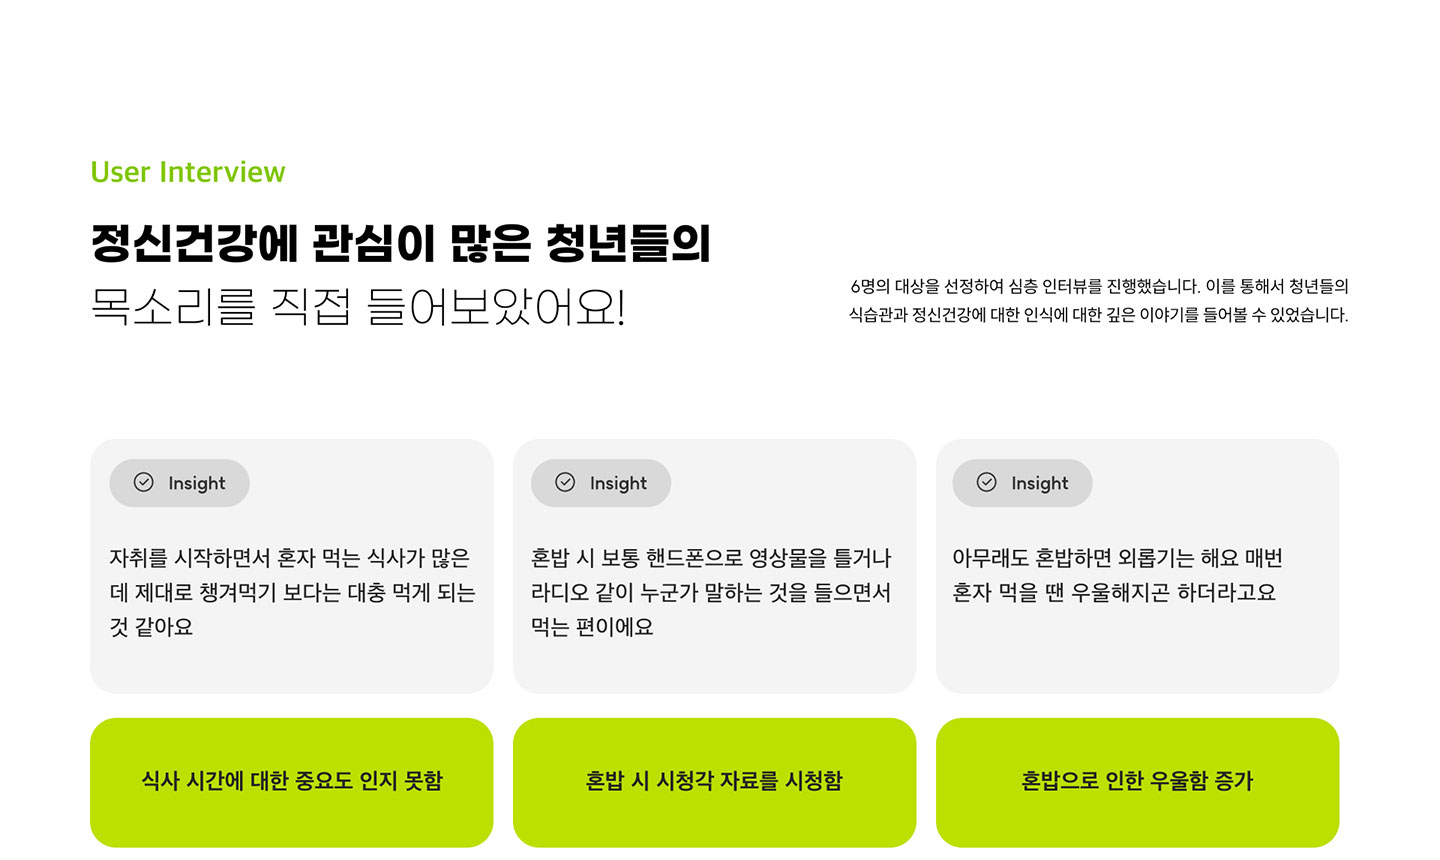 User Interview
정신건강에 관심이 많은 청년들의
목소리를 직접 들어보았어요!
6명의 대상을 선정하여 심층 인터뷰를 진행했습니다. 이를 통해서 청년들의
식습관과 정신건강에 대한 인식에 대한 깊은 이야기를 들어볼 수 있었습니다.
Insight
자취를 시작하면서 혼자 먹는 식사가 많은
데 제대로 챙겨먹기 보다는 대충 먹게 되는
것 같아요
식사 시간에 대한 중요도 인지 못함
Insight
혼밥 시 보통 핸드폰으로 영상물을 틀거나
라디오 같이 누군가 말하는 것을 들으면서
먹는 편이에요
혼밥 시 시청각 자료를 시청함
Insight
아무래도 혼밥하면 외롭기는 해요 매번
혼자 먹을 땐 우울해지곤 하더라고요
혼밥으로 인한 우울함 증가